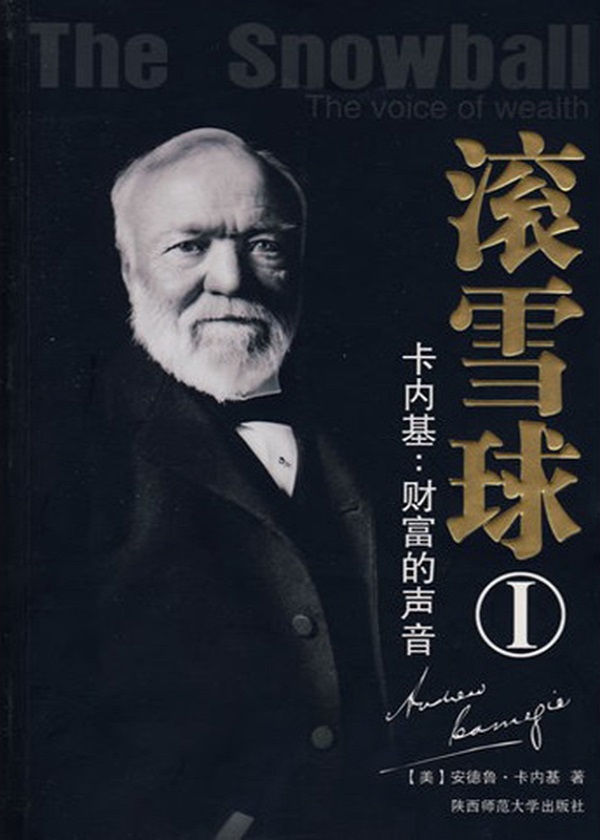 The Snowball
The voice of wealth
滚雪球
I
卡内基：财富的声音
Andrew
Carnegie
【美】安德鲁·卡内基 著
陕西师范大学出版社